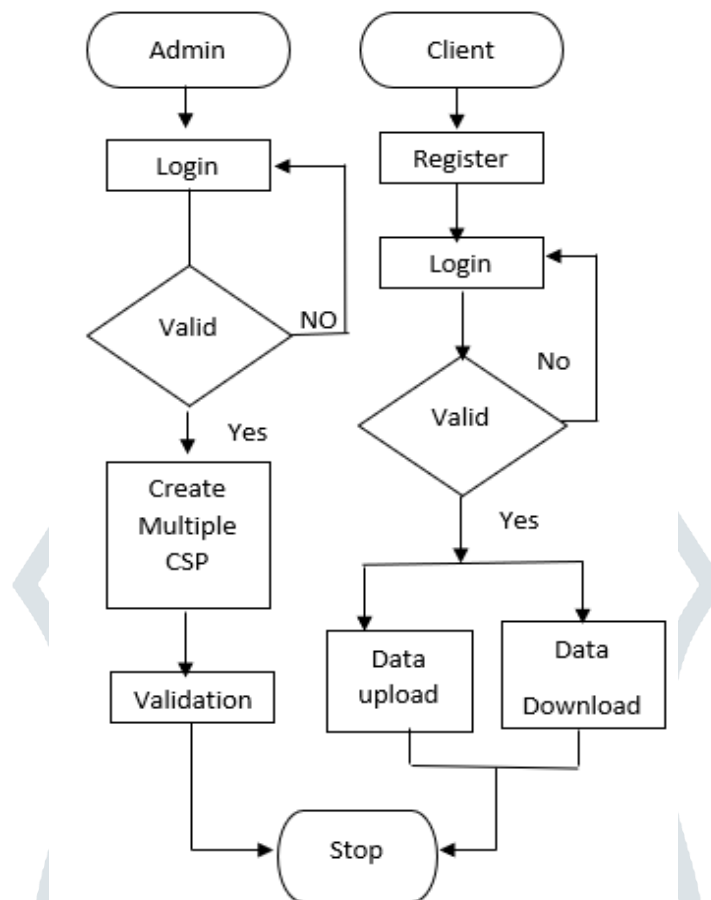 Admin
Login
Valid
NO
Yes
Create
Multiple
CSP
Validation
Client
Register
Login
Valid
No
Yes
Data
upload
Data
Download
Stop